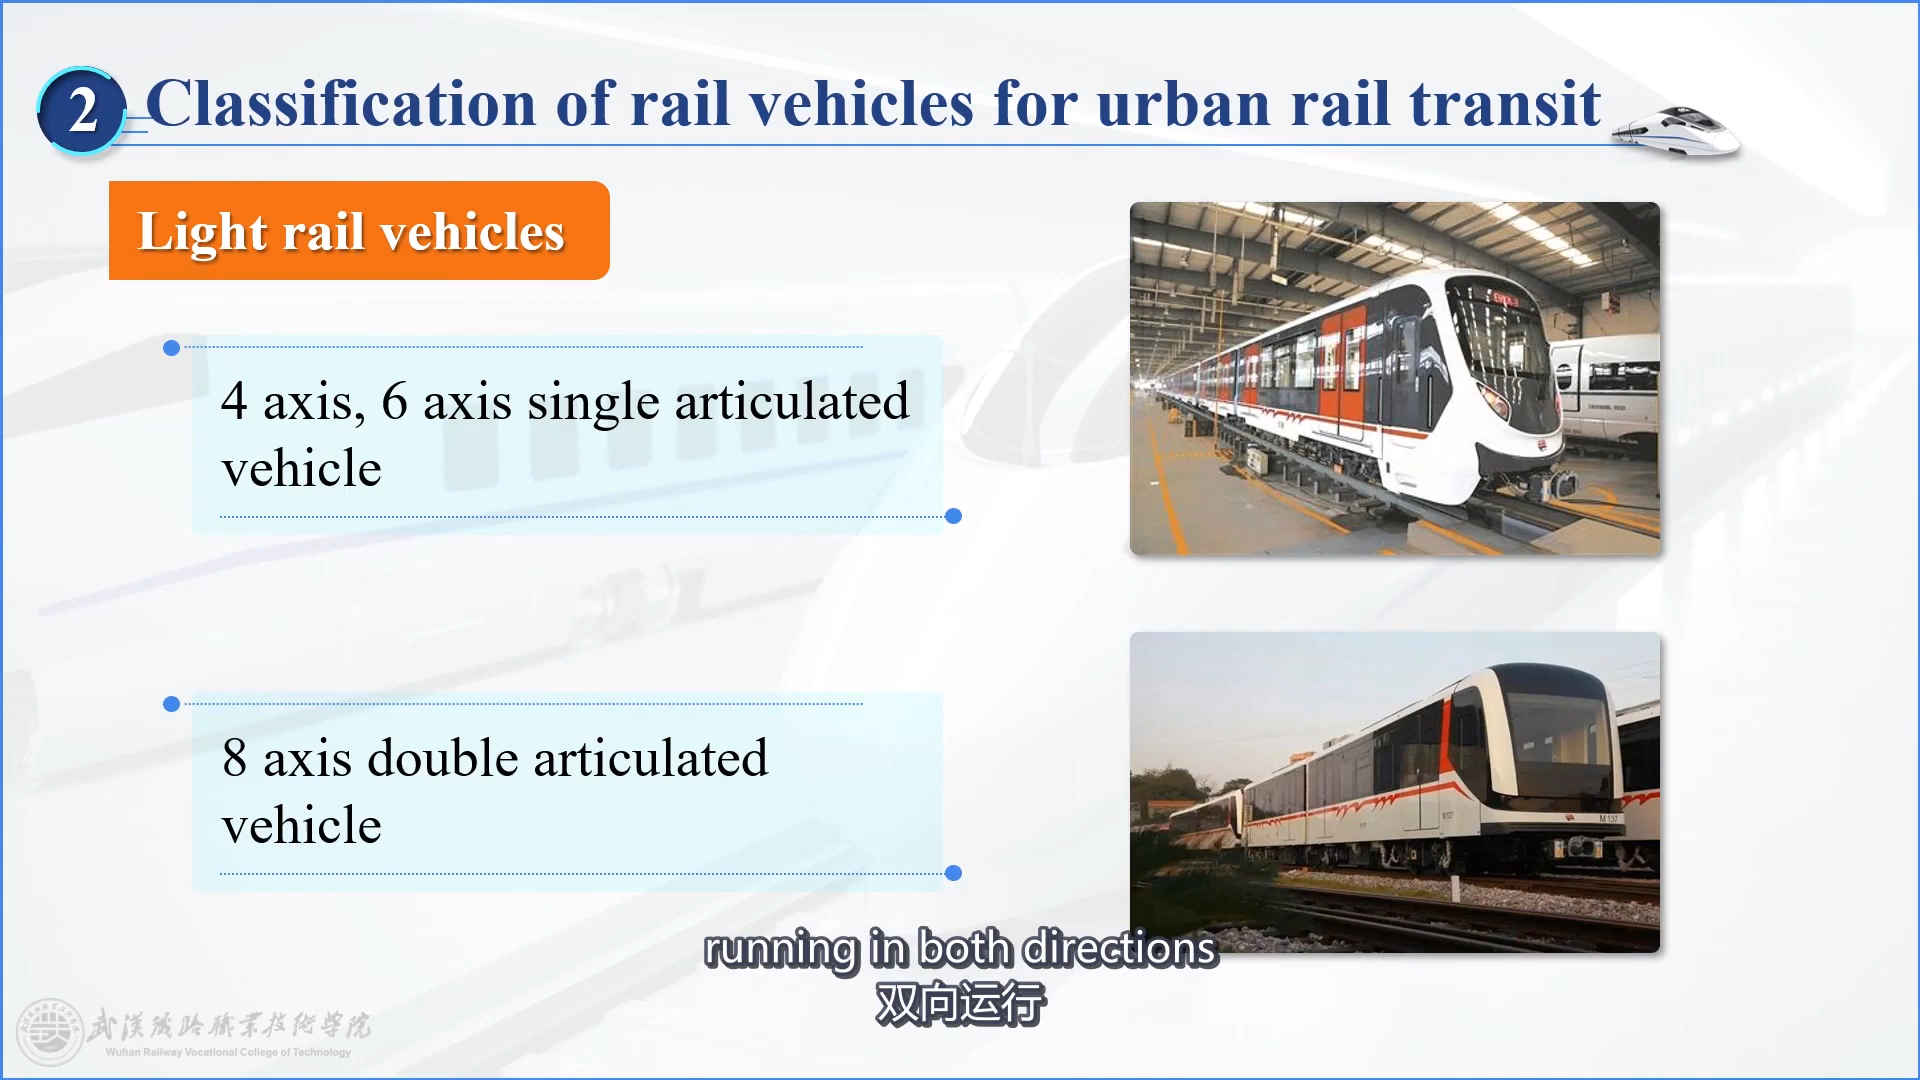 2
Classification of rail vehicles for urban rail transit
Light rail vehicles
4 axis, 6 axis single articulated
vehicle
8 axis double articulated
vehicle
M 137
running in both directions
双向运行
武汉铁路职业技术学院
Wuhan Railway Vocational College of Technology